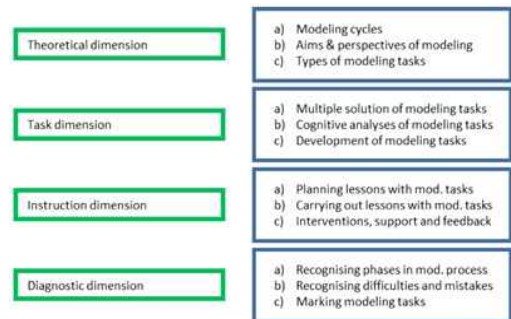 Theoretical dimension
a) Modeling cycles
b) Aims & perspectives of modeling
c) Types of modeling tasks
Task dimension
a) Multiple solution of modeling tasks
b) Cognitive analyses of modeling tasks
c) Development of modeling tasks
Instruction dimension
a) Planning lessons with mod. tasks
b) Carrying out lessons with mod. tasks
c) Interventions, support and feedback
Diagnostic dimension
a) Recognising phases in mod. process
b) Recognising difficulties and mistakes
c) Marking modeling tasks